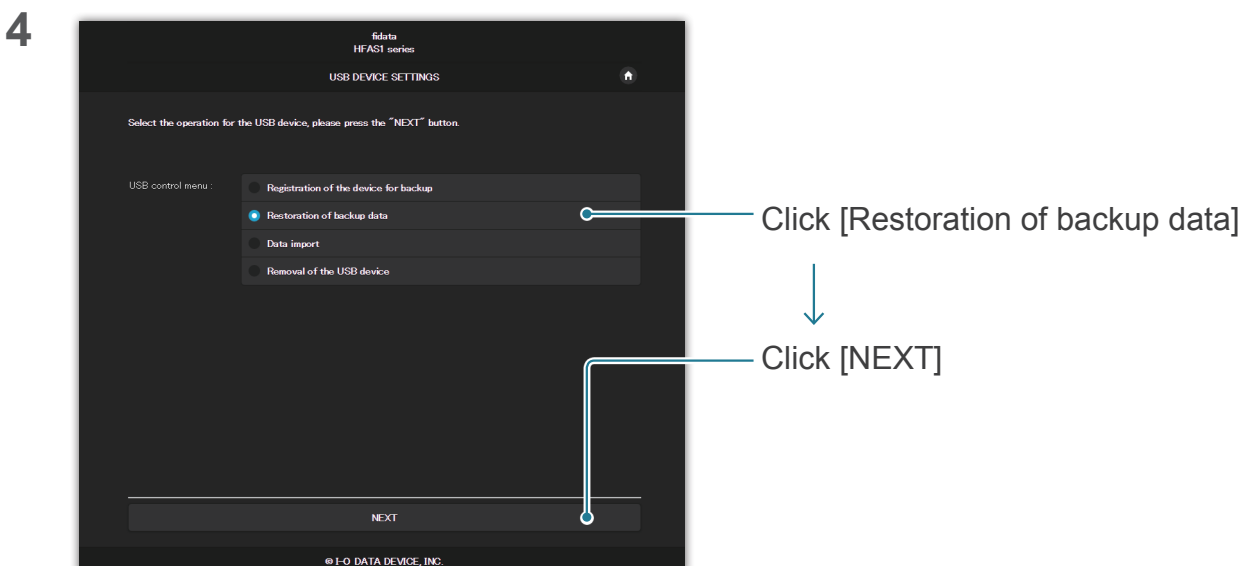 4
fidata
HFAS1 series
USB DEVICE SETTINGS
Select the operation for the USB device, please press the "NEXT" button.
USB control menu :
Registration of the device for backup
Restoration of backup data
Data import
Removal of the USB device
Click [Restoration of backup data]
Click [NEXT]
NEXT
© I-O DATA DEVICE, INC.